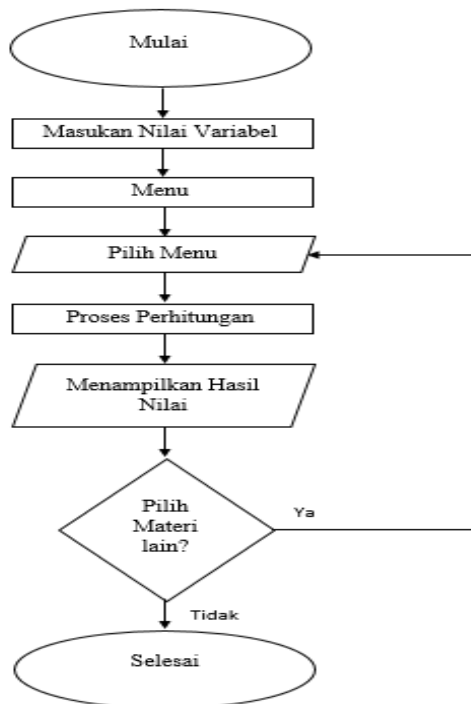 Mulai
Masukan Nilai Variabel
Menu
Pilih Menu
Proses Perhitungan
Menampilkan Hasil
Nilai
Pilih
Materi
lain?
Ya
Tidak
Selesai